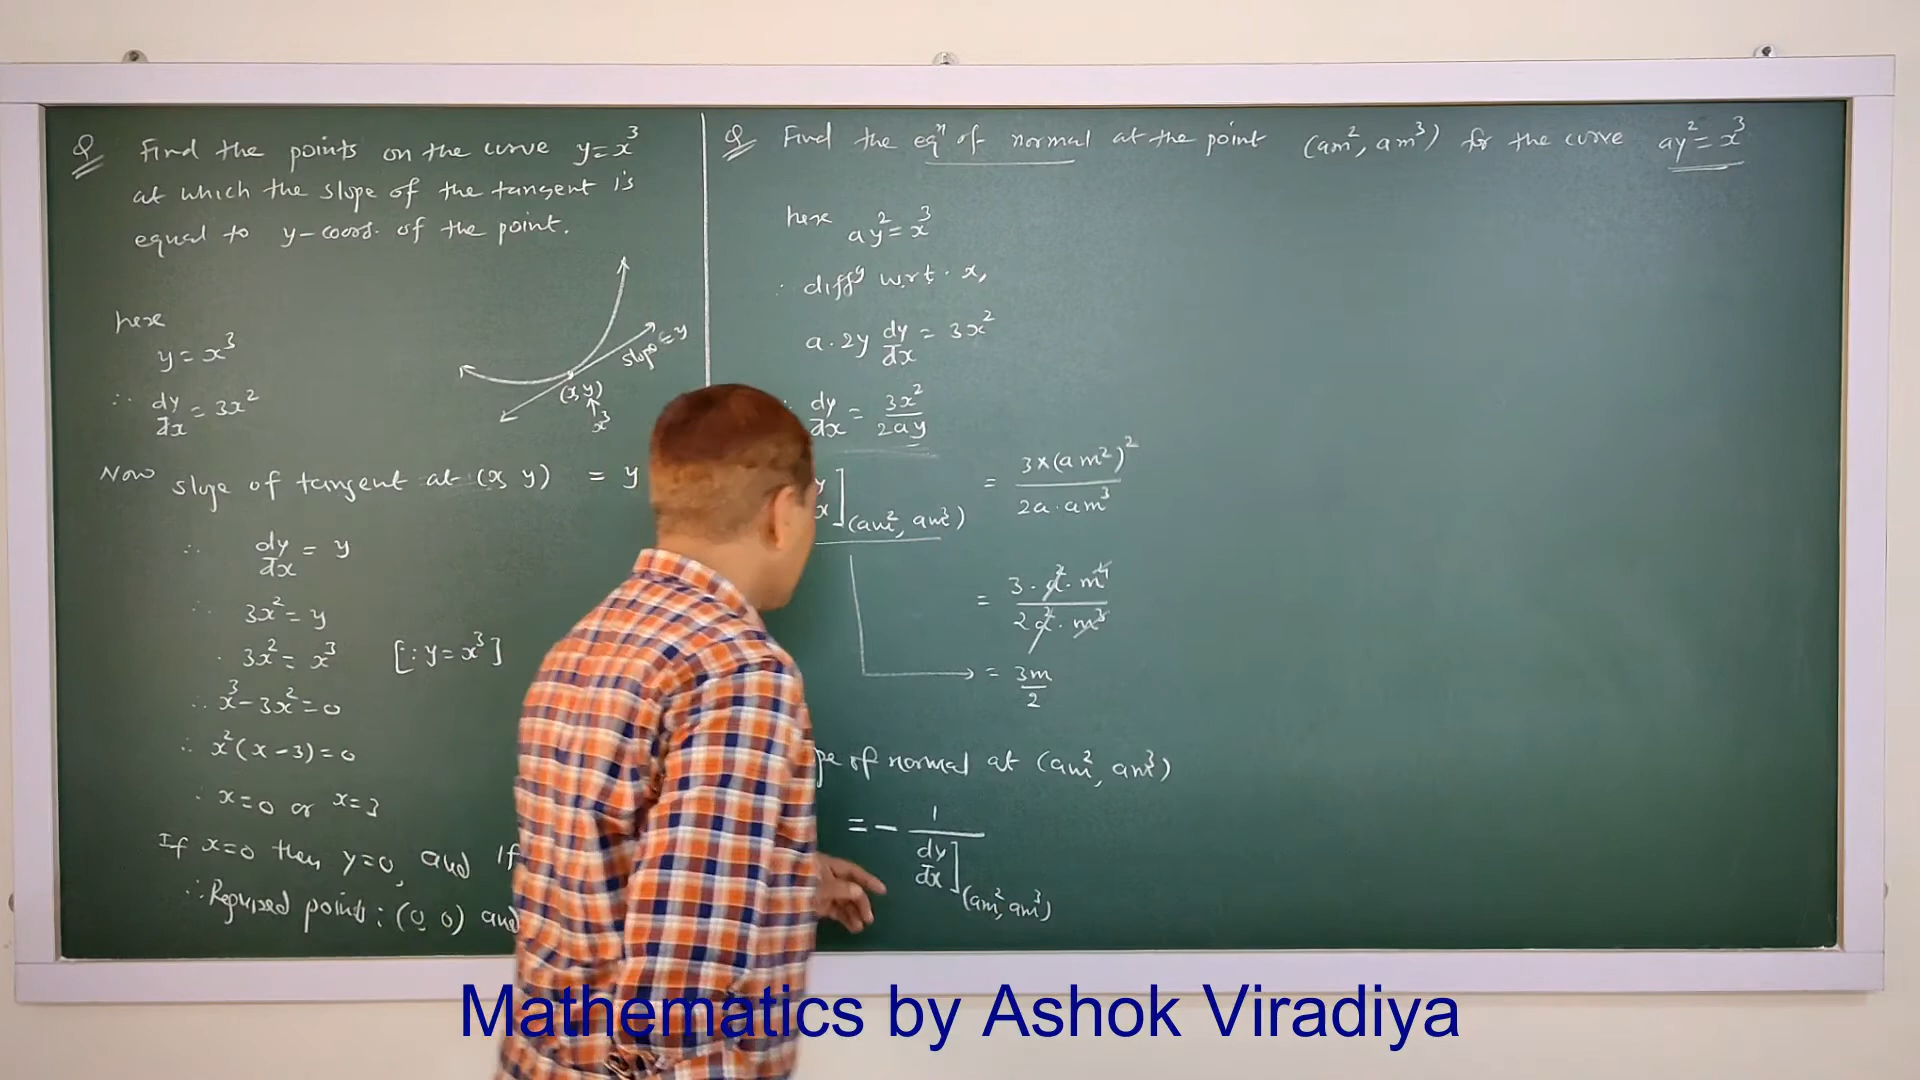 Q Find the points on the curve y=x³
at which the slope of the tangent is
equal to y-coord. of the point.
slope = y
(x, y)
x³
here
y = x³
∴ dy/dx = 3x²
Now slope of tangent at (x, y) = y
∴ dy/dx = y
∴ 3x² = y
∴ 3x² = x³ [∵ y = x³]
∴ x³ - 3x² = 0
∴ x²(x - 3) = 0
∴ x = 0 or x = 3
If x=0 then y=0, and If
∴ Required points : (0, 0) and
Q Find the eqⁿ of normal at the point (am², am³) for the curve ay² = x³
here ay² = x³
∴ diffʸ w.r.t. x,
a · 2y dy/dx = 3x²
∴ dy/dx = 3x²/2ay
](am², am³) = 3×(am²)²/2a·am³
= 3·a²·m⁴/2a²·m³
= 3m/2
of normal at (am², am³)
= - 1/dy/dx](am², am³)
Mathematics by Ashok Viradiya